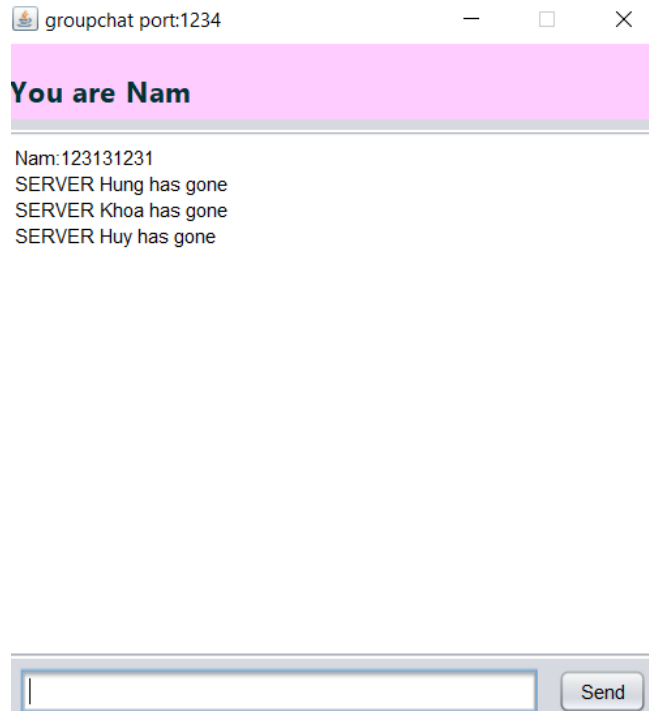 groupchat port:1234
You are Nam
Nam:123131231
SERVER Hung has gone
SERVER Khoa has gone
SERVER Huy has gone
Send